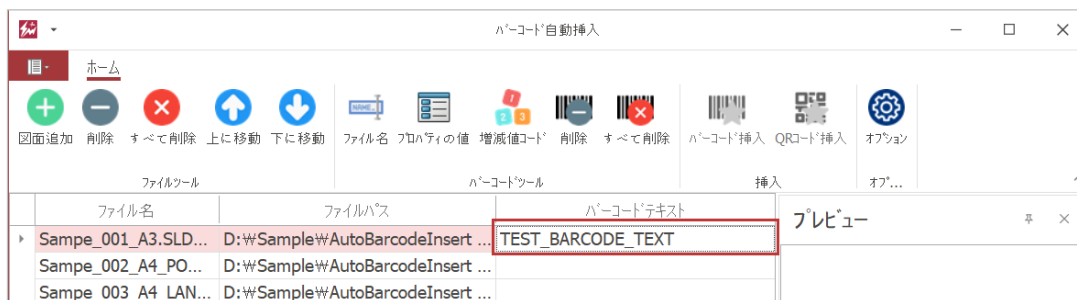 バーコード自動挿入
ホーム
図面追加 削除 すべて削除 上に移動 下に移動 ファイル名 プロパティの値 増減値コード 削除 すべて削除 バーコード挿入 QRコード挿入 オプション
ファイルツール バーコードツール 挿入 オプ...
ファイル名 ファイルパス バーコードテキスト プレビュー
Sampe_001_A3.SLD... D:₩Sample₩AutoBarcodeInsert ... TEST_BARCODE_TEXT
Sampe_002_A4_PO... D:₩Sample₩AutoBarcodeInsert ...
Sampe_003_A4_LAN... D:₩Sample₩AutoBarcodeInsert ...